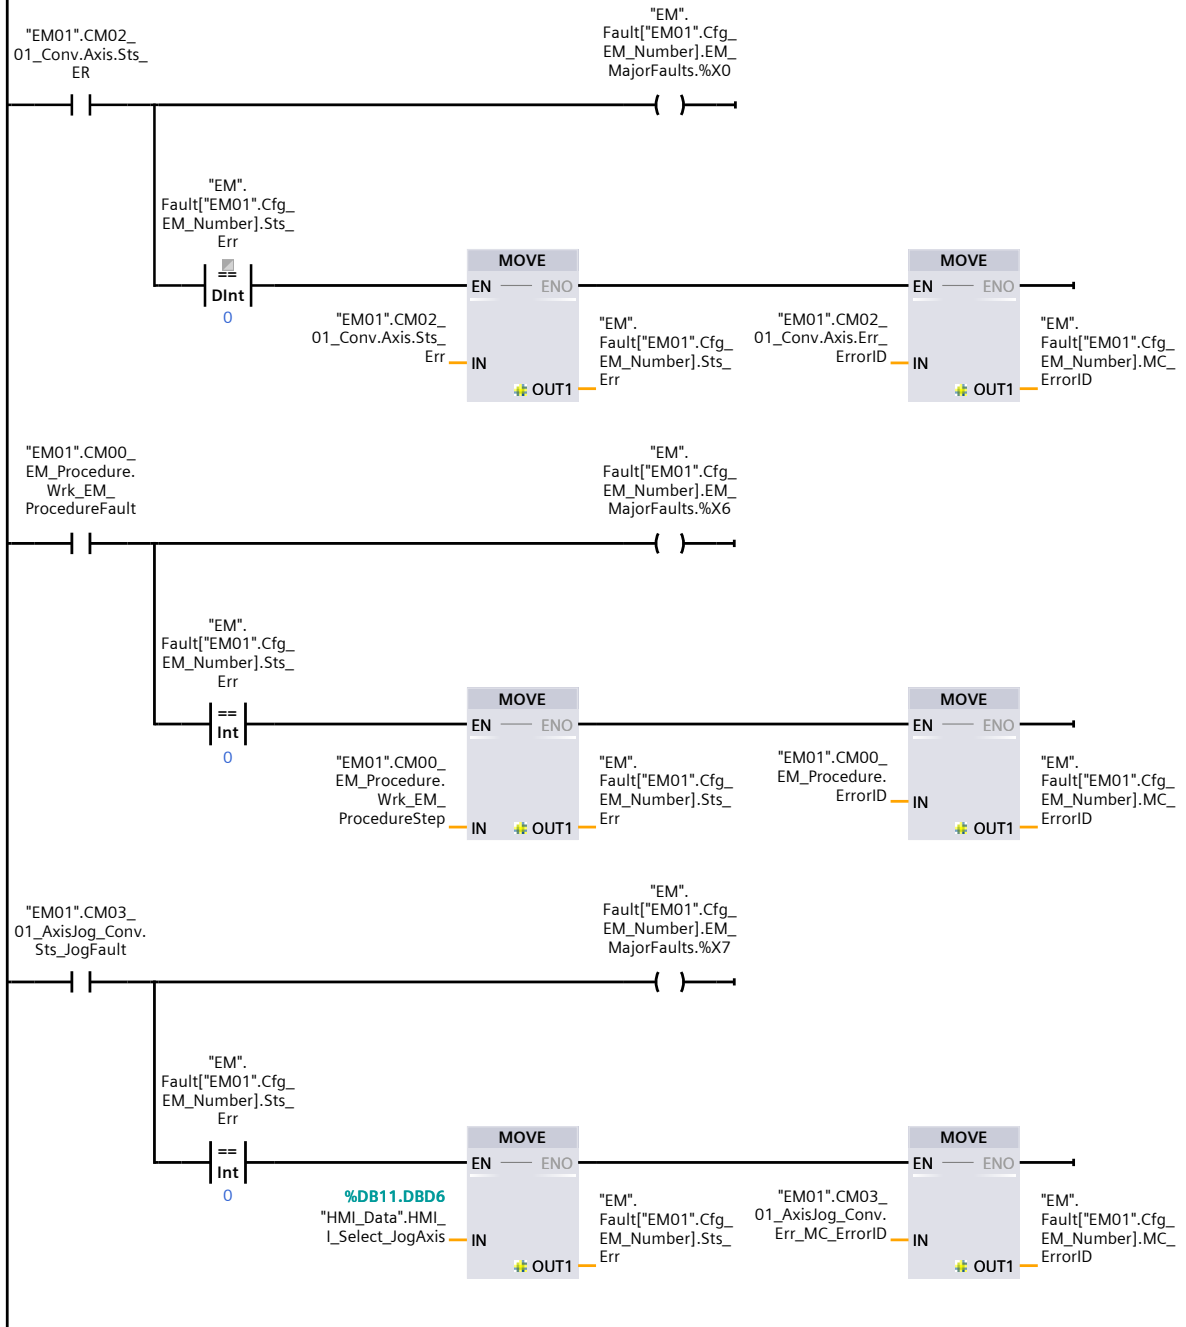 "EM01".CM02_
01_Conv.Axis.Sts_
ER
"EM".
Fault["EM01".Cfg_
EM_Number].EM_
MajorFaults.%X0
"EM".
Fault["EM01".Cfg_
EM_Number].Sts_
Err
==
DInt
0
MOVE
EN
ENO
"EM01".CM02_
01_Conv.Axis.Sts_
Err
IN
OUT1
"EM".
Fault["EM01".Cfg_
EM_Number].Sts_
Err
MOVE
EN
ENO
"EM01".CM02_
01_Conv.Axis.Err_
ErrorID
IN
OUT1
"EM".
Fault["EM01".Cfg_
EM_Number].MC_
ErrorID
"EM01".CM00_
EM_Procedure.
Wrk_EM_
ProcedureFault
"EM".
Fault["EM01".Cfg_
EM_Number].EM_
MajorFaults.%X6
"EM".
Fault["EM01".Cfg_
EM_Number].Sts_
Err
==
Int
0
MOVE
EN
ENO
"EM01".CM00_
EM_Procedure.
Wrk_EM_
ProcedureStep
IN
OUT1
"EM".
Fault["EM01".Cfg_
EM_Number].Sts_
Err
MOVE
EN
ENO
"EM01".CM00_
EM_Procedure.
ErrorID
IN
OUT1
"EM".
Fault["EM01".Cfg_
EM_Number].MC_
ErrorID
"EM01".CM03_
01_AxisJog_Conv.
Sts_JogFault
"EM".
Fault["EM01".Cfg_
EM_Number].EM_
MajorFaults.%X7
"EM".
Fault["EM01".Cfg_
EM_Number].Sts_
Err
==
Int
0
MOVE
EN
ENO
%DB11.DBD6
"HMI_Data".HMI_
I_Select_JogAxis
IN
OUT1
"EM".
Fault["EM01".Cfg_
EM_Number].Sts_
Err
MOVE
EN
ENO
"EM01".CM03_
01_AxisJog_Conv.
Err_MC_ErrorID
IN
OUT1
"EM".
Fault["EM01".Cfg_
EM_Number].MC_
ErrorID